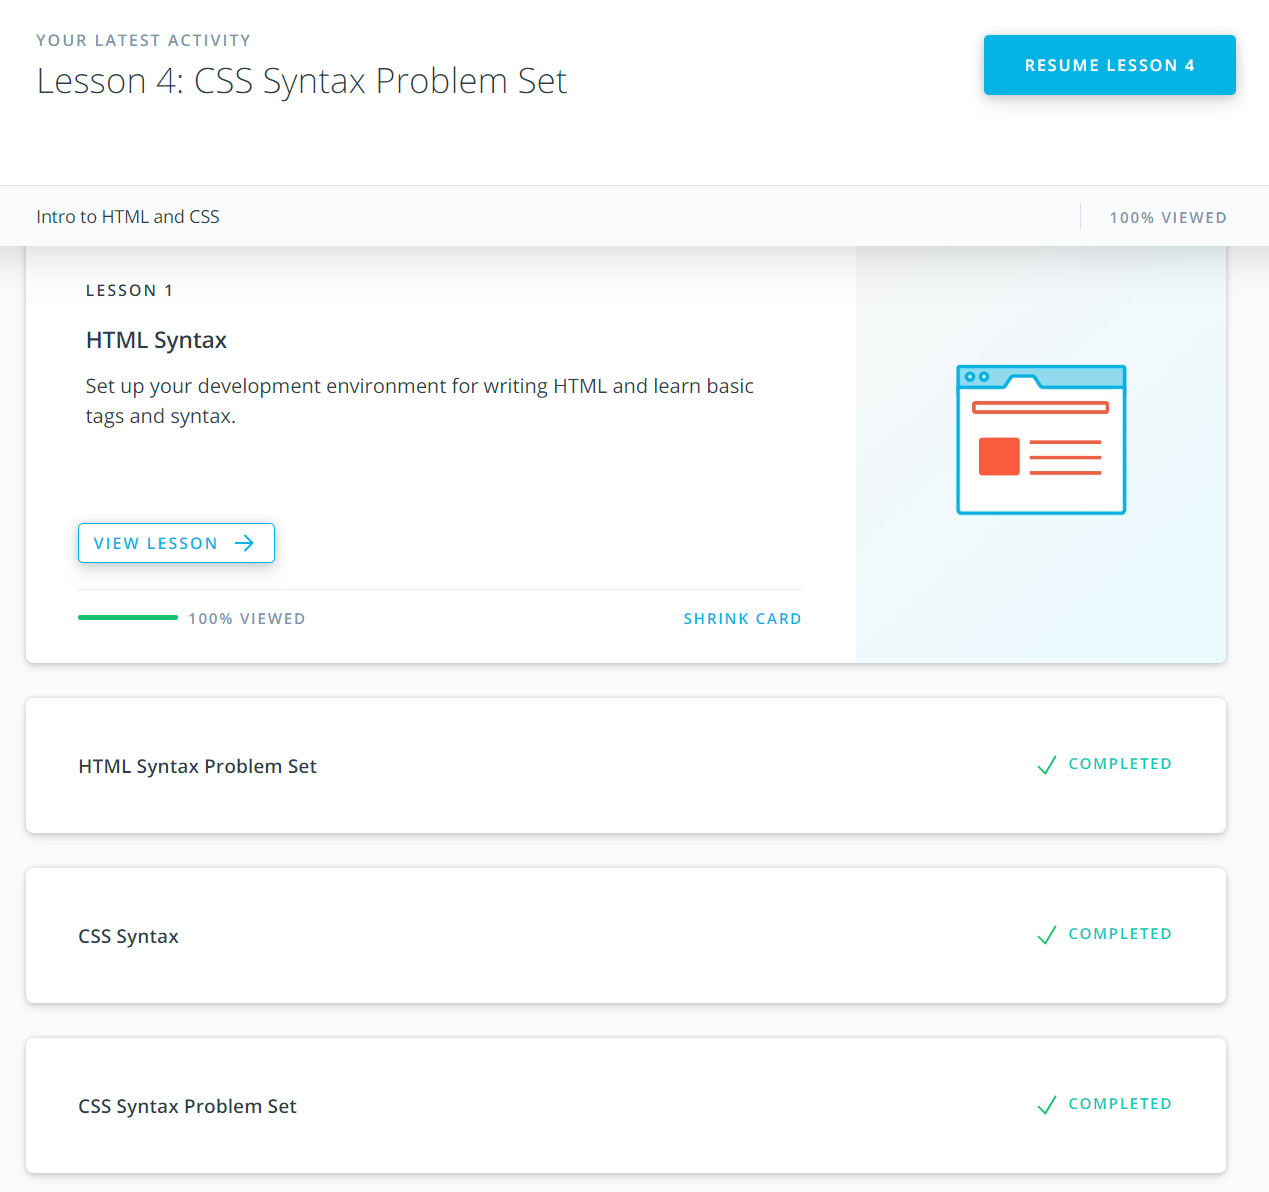 YOUR LATEST ACTIVITY
Lesson 4: CSS Syntax Problem Set
RESUME LESSON 4
Intro to HTML and CSS
100% VIEWED
LESSON 1
HTML Syntax
Set up your development environment for writing HTML and learn basic
tags and syntax.
VIEW LESSON
100% VIEWED
SHRINK CARD
HTML Syntax Problem Set
COMPLETED
CSS Syntax
COMPLETED
CSS Syntax Problem Set
COMPLETED